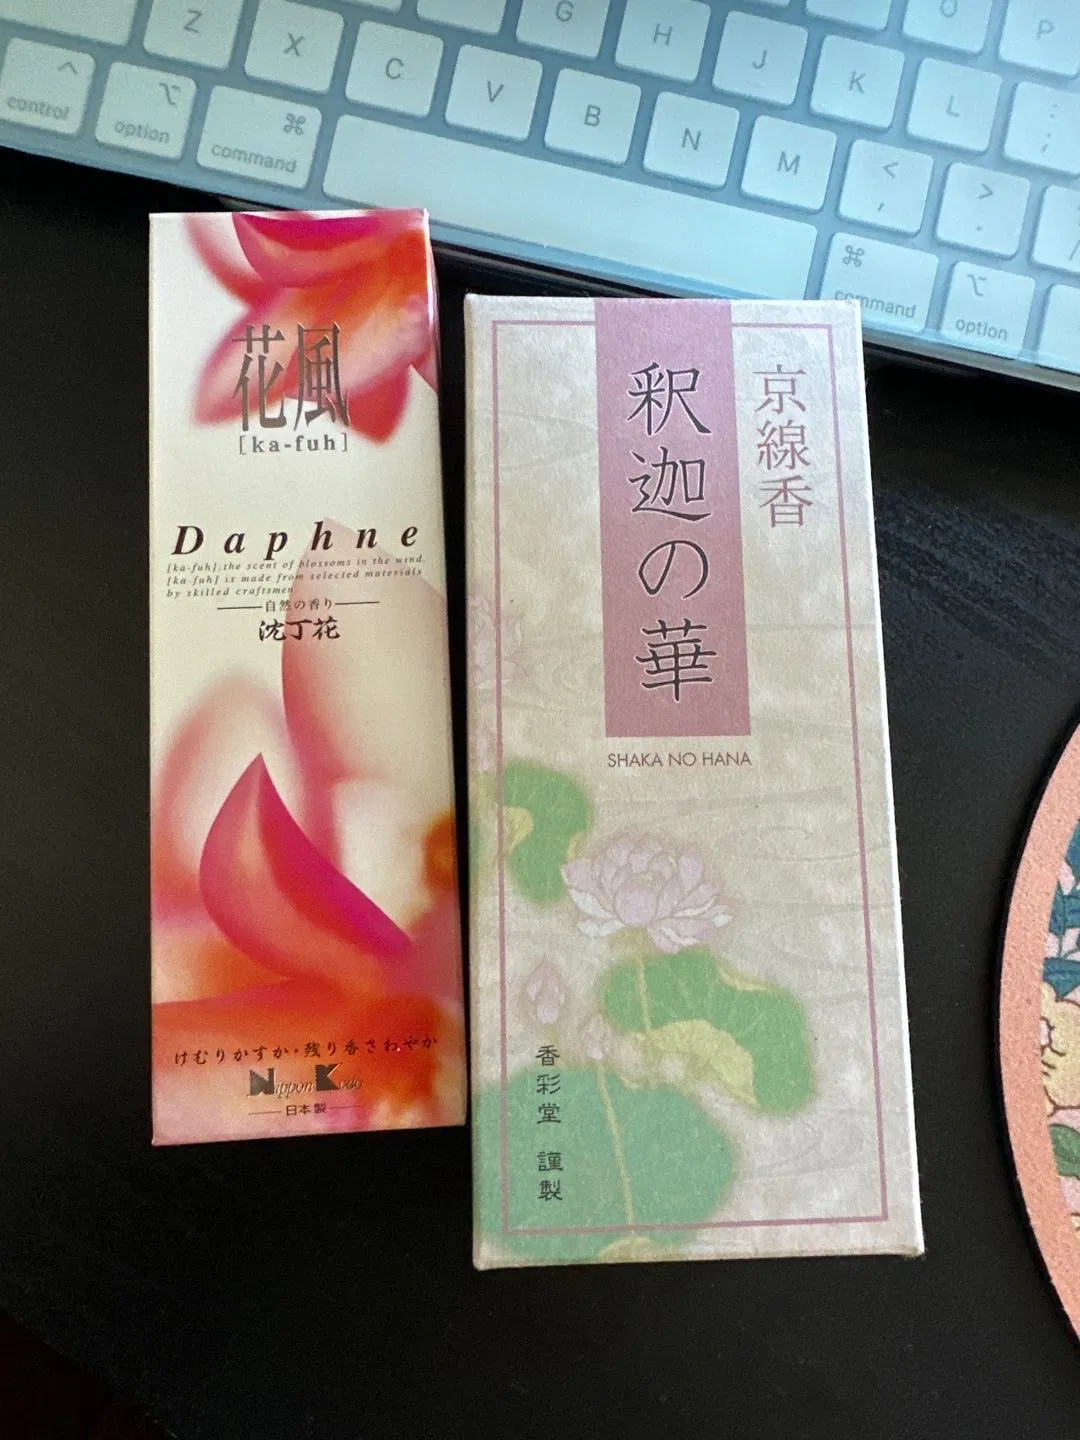 Z
X
C
V
B
N
M
G
H
J
K
L
O
P
:
;
<
,
>
.
/
^
control
⌥
option
⌘
command
⌘
command
⌥
option
花風
[ka-fuh]
Daphne
[ka-fuh]:the scent of blossoms in the wind.
[ka-fuh] is made from selected materials
by skilled craftsmen
自然の香り
沈丁花
けむりかすか・残り香さわやか
Nippon Kodo
日本製
京線香
釈迦の華
SHAKA NO HANA
香彩堂 謹製